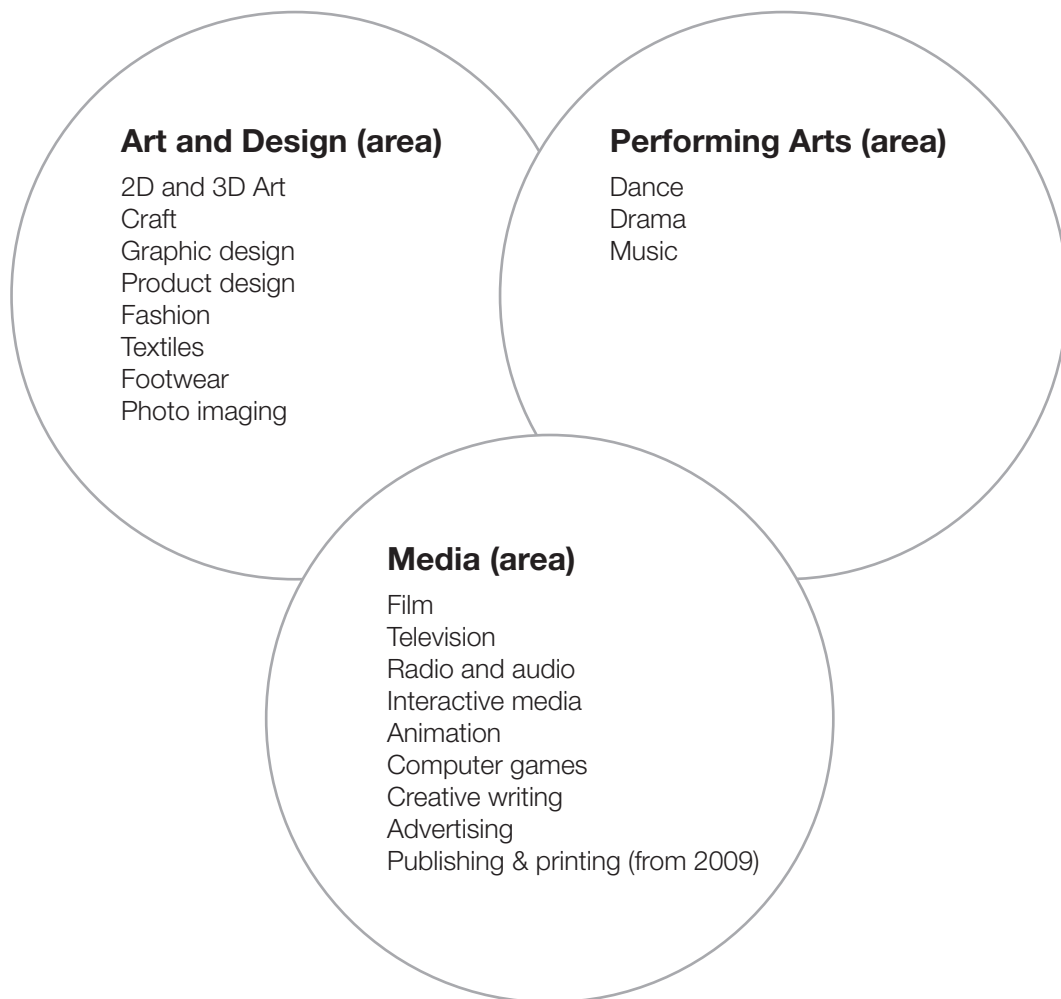 Art and Design (area)
2D and 3D Art
Craft
Graphic design
Product design
Fashion
Textiles
Footwear
Photo imaging
Performing Arts (area)
Dance
Drama
Music
Media (area)
Film
Television
Radio and audio
Interactive media
Animation
Computer games
Creative writing
Advertising
Publishing & printing (from 2009)